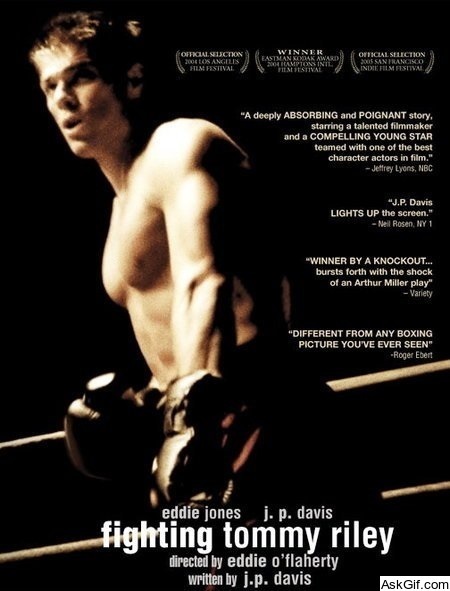 OFFICIAL SELECTION
2004 LOS ANGELES
FILM FESTIVAL
WINNER
EASTMAN KODAK AWARD
2004 HAMPTONS INTL.
FILM FESTIVAL
OFFICIAL SELECTION
2005 SAN FRANCISCO
INDIE FILM FESTIVAL
“A deeply ABSORBING and POIGNANT story,
starring a talented filmmaker
and a COMPELLING YOUNG STAR
teamed with one of the best
character actors in film.”
– Jeffrey Lyons, NBC
“J.P. Davis
LIGHTS UP the screen.”
– Neil Rosen, NY 1
“WINNER BY A KNOCKOUT...
bursts forth with the shock
of an Arthur Miller play”
– Variety
“DIFFERENT FROM ANY BOXING
PICTURE YOU'VE EVER SEEN”
-Roger Ebert
eddie jones j. p. davis
fighting tommy riley
directed by eddie o'flaherty
written by j.p. davis
AskGif.com